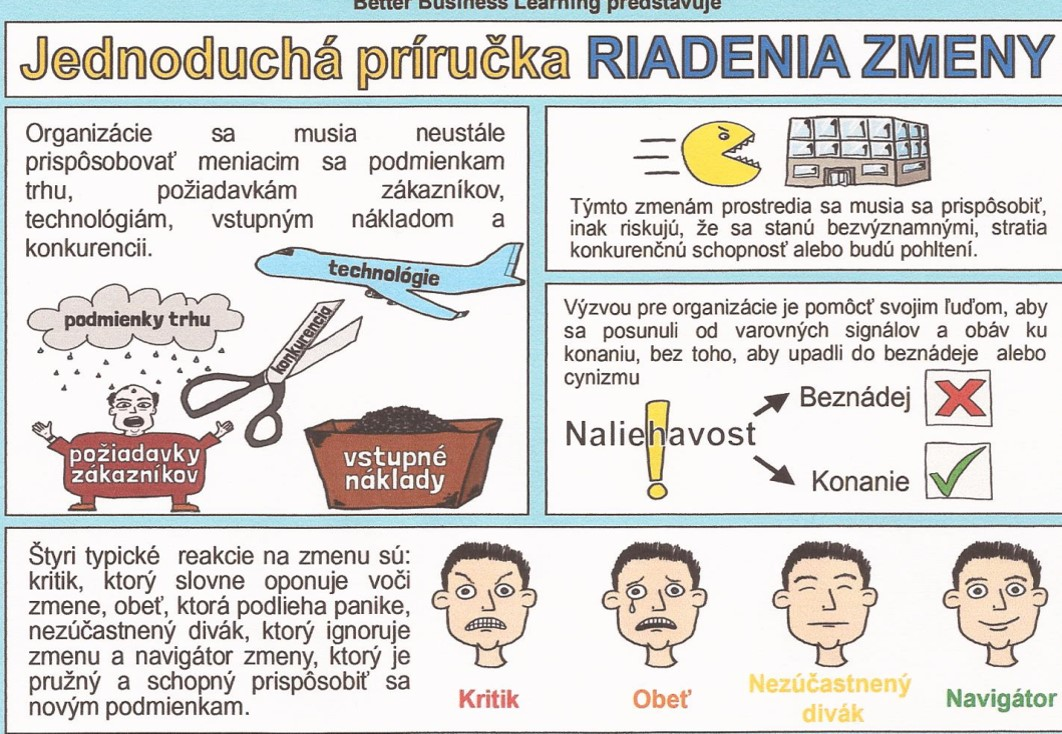 Better Business Learning predstavuje
Jednoduchá príručka RIADENIA ZMENY
Organizácie sa musia neustále
prispôsobovať meniacim sa podmienkam
trhu, požiadavkám zákazníkov,
technológiám, vstupným nákladom a
konkurencii.
technológie
podmienky trhu
konkurencia
požiadavky
zákazníkov
vstupné
náklady
Týmto zmenám prostredia sa musia sa prispôsobiť,
inak riskujú, že sa stanú bezvýznamnými, stratia
konkurenčnú schopnosť alebo budú pohltení.
Výzvou pre organizácie je pomôcť svojim ľuďom, aby
sa posunuli od varovných signálov a obáv ku
konaniu, bez toho, aby upadli do beznádeje alebo
cynizmu
Beznádej
Naliehavost
!
Konanie
Štyri typické reakcie na zmenu sú:
kritik, ktorý slovne oponuje voči
zmene, obeť, ktorá podlieha panike,
nezúčastnený divák, ktorý ignoruje
zmenu a navigátor zmeny, ktorý je
pružný a schopný prispôsobiť sa
novým podmienkam.
Kritik
Obeť
Nezúčastnený
divák
Navigátor